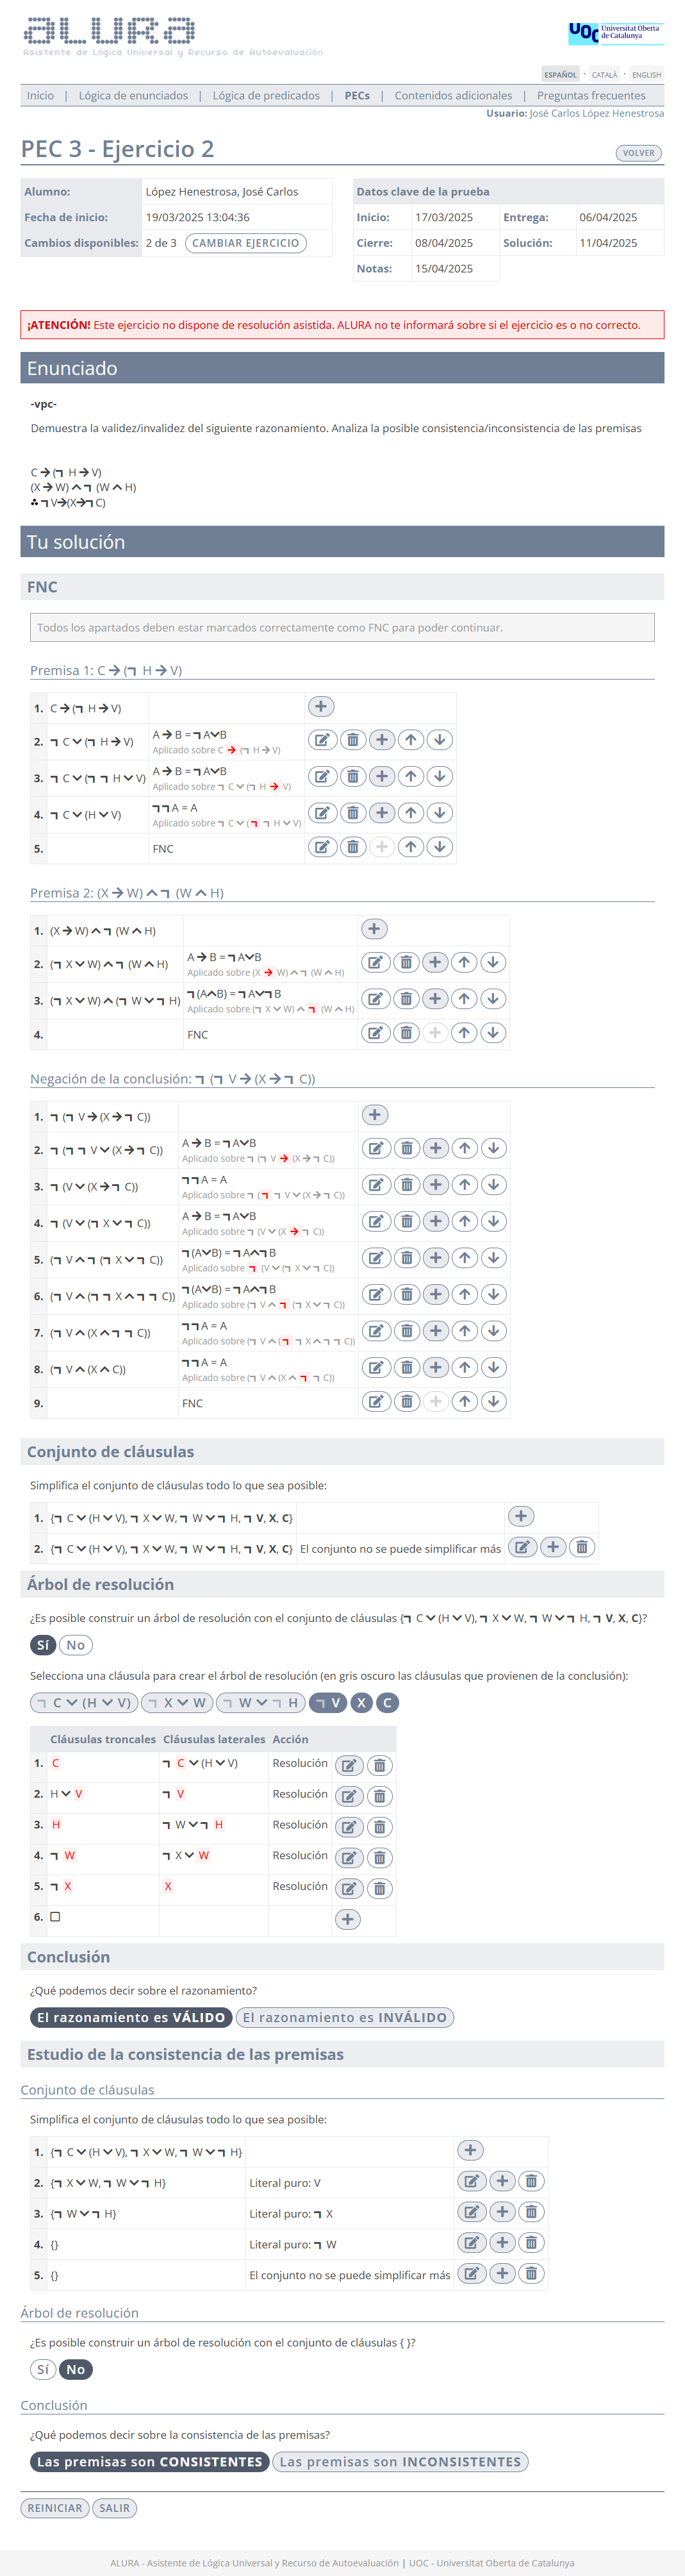 aLURa
Asistente de Lógica Universal y Recurso de Autoevaluación
UOC Universitat Oberta de Catalunya
ESPAÑOL · CATALÀ · ENGLISH
Inicio | Lógica de enunciados | Lógica de predicados | PECs | Contenidos adicionales | Preguntas frecuentes
Usuario: José Carlos López Henestrosa
PEC 3 - Ejercicio 2
VOLVER
Alumno: López Henestrosa, José Carlos
Fecha de inicio: 19/03/2025 13:04:36
Cambios disponibles: 2 de 3 CAMBIAR EJERCICIO
Datos clave de la prueba
Inicio: 17/03/2025 Entrega: 06/04/2025
Cierre: 08/04/2025 Solución: 11/04/2025
Notas: 15/04/2025
¡ATENCIÓN! Este ejercicio no dispone de resolución asistida. ALURA no te informará sobre si el ejercicio es o no correcto.
Enunciado
-vpc-
Demuestra la validez/invalidez del siguiente razonamiento. Analiza la posible consistencia/inconsistencia de las premisas
C → (¬ H → V)
(X → W) ∧ ¬ (W ∧ H)
∴ ¬V→(X→¬C)
Tu solución
FNC
Todos los apartados deben estar marcados correctamente como FNC para poder continuar.
Premisa 1: C → (¬ H → V)
1. C → (¬ H → V)
2. ¬ C ∨ (¬ H → V) A → B = ¬A∨B
Aplicado sobre C → (¬ H → V)
3. ¬ C ∨ (¬ ¬ H ∨ V) A → B = ¬A∨B
Aplicado sobre ¬ C ∨ (¬ H → V)
4. ¬ C ∨ (H ∨ V) ¬¬A = A
Aplicado sobre ¬ C ∨ (¬ ¬ H ∨ V)
5. FNC
Premisa 2: (X → W) ∧ ¬ (W ∧ H)
1. (X → W) ∧ ¬ (W ∧ H)
2. (¬ X ∨ W) ∧ ¬ (W ∧ H) A → B = ¬A∨B
Aplicado sobre (X → W) ∧ ¬ (W ∧ H)
3. (¬ X ∨ W) ∧ (¬ W ∨ ¬ H) ¬(A∧B) = ¬A∨¬B
Aplicado sobre (¬ X ∨ W) ∧ ¬ (W ∧ H)
4. FNC
Negación de la conclusión: ¬ (¬ V → (X → ¬ C))
1. ¬ (¬ V → (X → ¬ C))
2. ¬ (¬ ¬ V ∨ (X → ¬ C)) A → B = ¬A∨B
Aplicado sobre ¬ (¬ V → (X → ¬ C))
3. ¬ (V ∨ (X → ¬ C)) ¬¬A = A
Aplicado sobre ¬ (¬ ¬ V ∨ (X → ¬ C))
4. ¬ (V ∨ (¬ X ∨ ¬ C)) A → B = ¬A∨B
Aplicado sobre ¬ (V ∨ (X → ¬ C))
5. (¬ V ∧ ¬ (¬ X ∨ ¬ C)) ¬(A∨B) = ¬A∧¬B
Aplicado sobre ¬ (V ∨ (¬ X ∨ ¬ C))
6. (¬ V ∧ (¬ ¬ X ∧ ¬ ¬ C)) ¬(A∨B) = ¬A∧¬B
Aplicado sobre (¬ V ∧ ¬ (¬ X ∨ ¬ C))
7. (¬ V ∧ (X ∧ ¬ ¬ C)) ¬¬A = A
Aplicado sobre (¬ V ∧ (¬ ¬ X ∧ ¬ ¬ C))
8. (¬ V ∧ (X ∧ C)) ¬¬A = A
Aplicado sobre (¬ V ∧ (X ∧ ¬ ¬ C))
9. FNC
Conjunto de cláusulas
Simplifica el conjunto de cláusulas todo lo que sea posible:
1. {¬ C ∨ (H ∨ V), ¬ X ∨ W, ¬ W ∨ ¬ H, ¬ V, X, C}
2. {¬ C ∨ (H ∨ V), ¬ X ∨ W, ¬ W ∨ ¬ H, ¬ V, X, C} El conjunto no se puede simplificar más
Árbol de resolución
¿Es posible construir un árbol de resolución con el conjunto de cláusulas {¬ C ∨ (H ∨ V), ¬ X ∨ W, ¬ W ∨ ¬ H, ¬ V, X, C}?
Sí No
Selecciona una cláusula para crear el árbol de resolución (en gris oscuro las cláusulas que provienen de la conclusión):
¬ C ∨ (H ∨ V) ¬ X ∨ W ¬ W ∨ ¬ H ¬ V X C
Cláusulas troncales Cláusulas laterales Acción
1. C ¬ C ∨ (H ∨ V) Resolución
2. H ∨ V ¬ V Resolución
3. H ¬ W ∨ ¬ H Resolución
4. ¬ W ¬ X ∨ W Resolución
5. ¬ X X Resolución
6. □
Conclusión
¿Qué podemos decir sobre el razonamiento?
El razonamiento es VÁLIDO El razonamiento es INVÁLIDO
Estudio de la consistencia de las premisas
Conjunto de cláusulas
Simplifica el conjunto de cláusulas todo lo que sea posible:
1. {¬ C ∨ (H ∨ V), ¬ X ∨ W, ¬ W ∨ ¬ H}
2. {¬ X ∨ W, ¬ W ∨ ¬ H} Literal puro: V
3. {¬ W ∨ ¬ H} Literal puro: ¬ X
4. {} Literal puro: ¬ W
5. {} El conjunto no se puede simplificar más
Árbol de resolución
¿Es posible construir un árbol de resolución con el conjunto de cláusulas { }?
Sí No
Conclusión
¿Qué podemos decir sobre la consistencia de las premisas?
Las premisas son CONSISTENTES Las premisas son INCONSISTENTES
REINICIAR SALIR
ALURA - Asistente de Lógica Universal y Recurso de Autoevaluación | UOC - Universitat Oberta de Catalunya